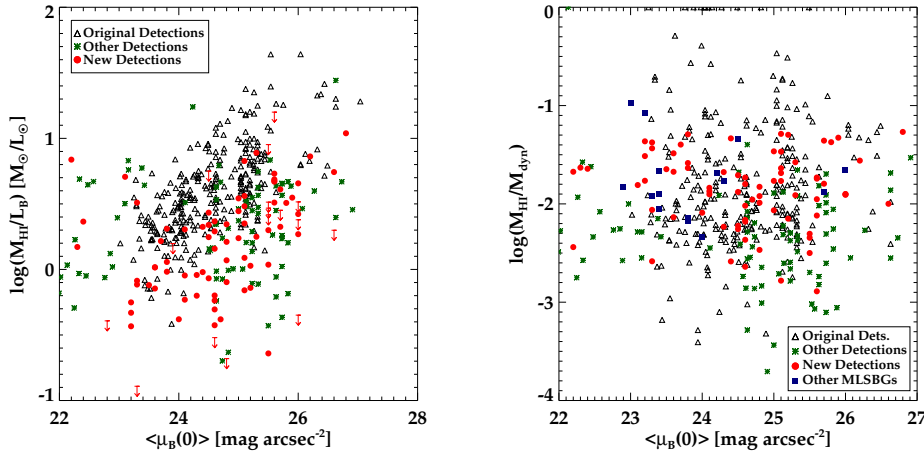 2
1
0
-1
22
24
26
28
log(M_HI/L_B) [M_⊙/L_⊙]
<μ_B(0)> [mag arcsec^-2]
Original Detections
Other Detections
New Detections
0
-1
-2
-3
-4
22
23
24
25
26
27
log(M_HI/M_dyn)
<μ_B(0)> [mag arcsec^-2]
Original Dets.
Other Detections
New Detections
Other MLSBGs